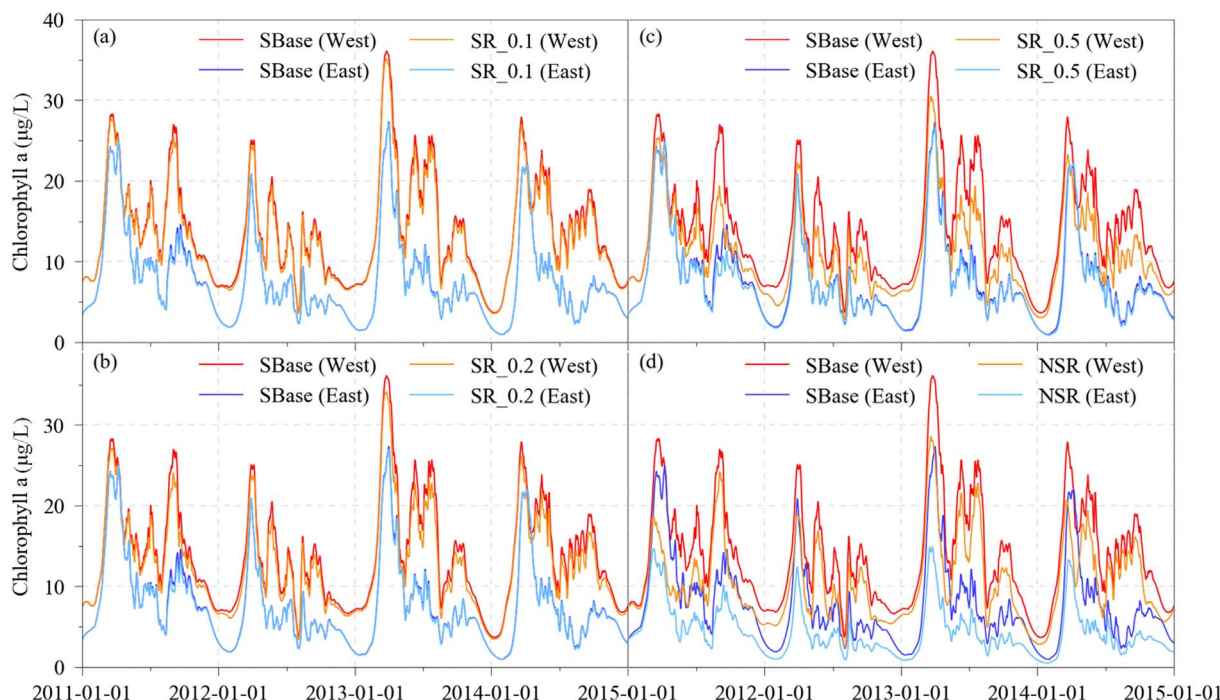 40
(a)
SBase (West)
SR_0.1 (West)
SBase (East)
SR_0.1 (East)
30
20
10
0
Chlorophyll a (μg/L)
(c)
SBase (West)
SR_0.5 (West)
SBase (East)
SR_0.5 (East)
(b)
SBase (West)
SR_0.2 (West)
SBase (East)
SR_0.2 (East)
30
20
10
0
Chlorophyll a (μg/L)
(d)
SBase (West)
NSR (West)
SBase (East)
NSR (East)
2011-01-01 2012-01-01 2013-01-01 2014-01-01 2015-01-01 2012-01-01 2013-01-01 2014-01-01 2015-01-01